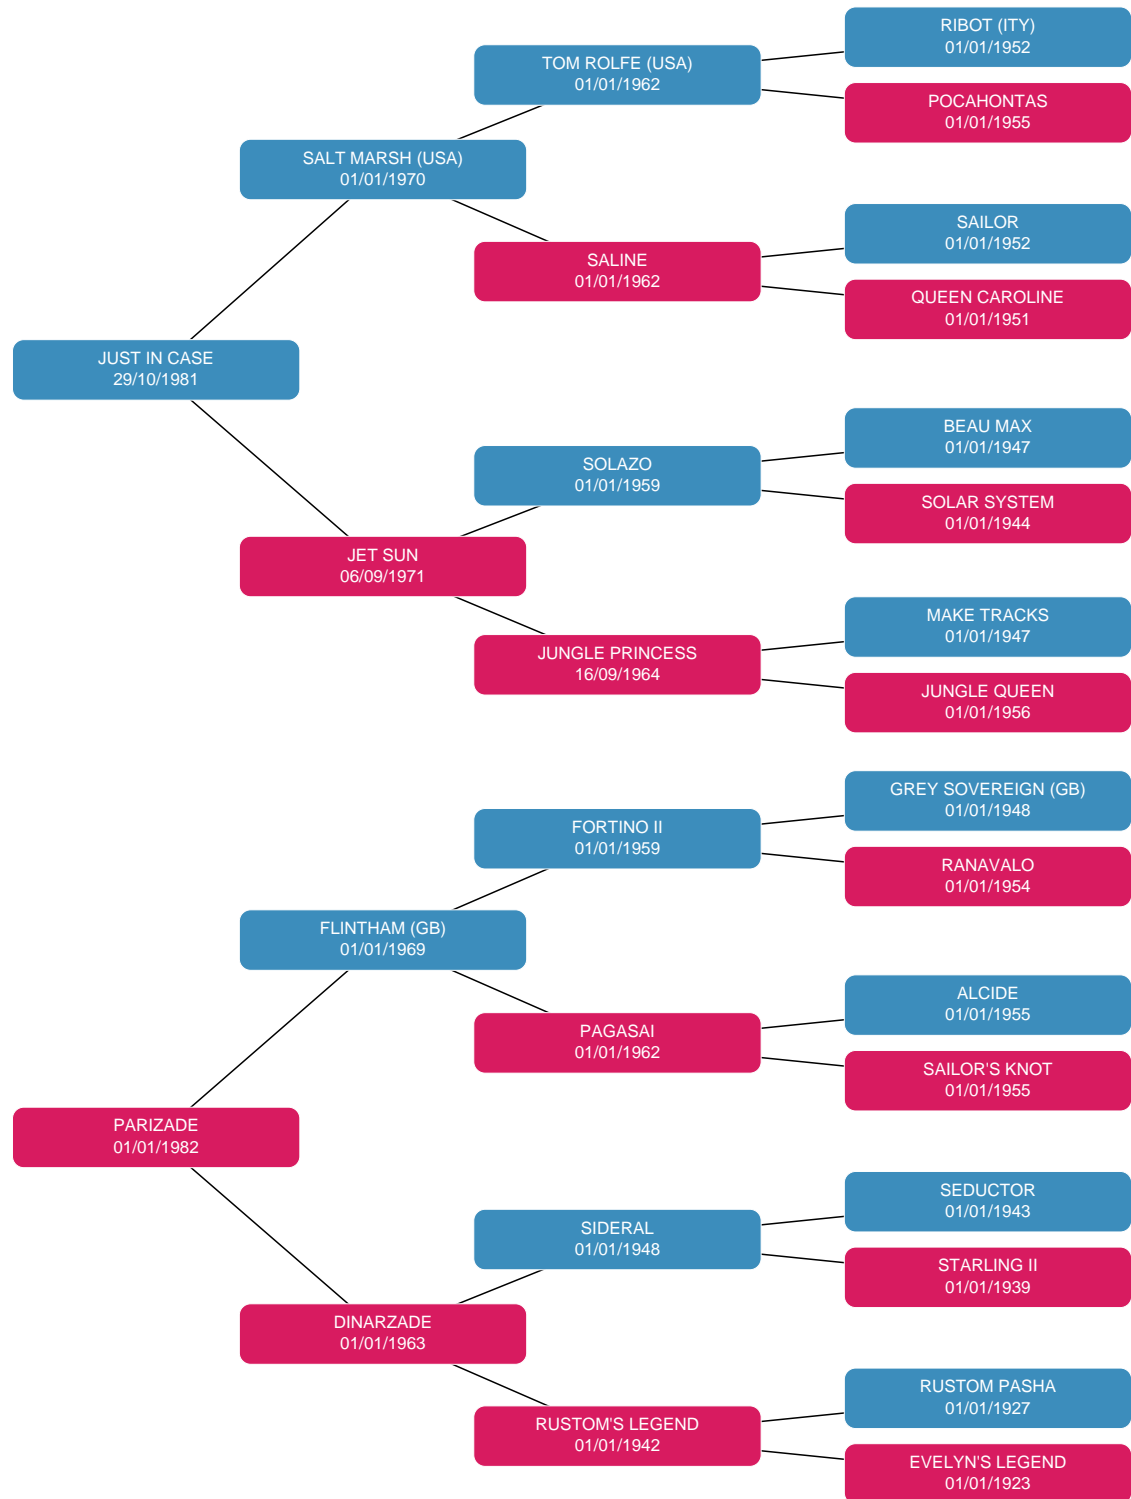 RIBOT (ITY)
01/01/1952
TOM ROLFE (USA)
01/01/1962
POCAHONTAS
01/01/1955
SALT MARSH (USA)
01/01/1970
SAILOR
01/01/1952
SALINE
01/01/1962
QUEEN CAROLINE
01/01/1951
JUST IN CASE
29/10/1981
BEAU MAX
01/01/1947
SOLAZO
01/01/1959
SOLAR SYSTEM
01/01/1944
JET SUN
06/09/1971
MAKE TRACKS
01/01/1947
JUNGLE PRINCESS
16/09/1964
JUNGLE QUEEN
01/01/1956
GREY SOVEREIGN (GB)
01/01/1948
FORTINO II
01/01/1959
RANAVALO
01/01/1954
FLINTHAM (GB)
01/01/1969
ALCIDE
01/01/1955
PAGASAI
01/01/1962
SAILOR'S KNOT
01/01/1955
PARIZADE
01/01/1982
SEDUCTOR
01/01/1943
SIDERAL
01/01/1948
STARLING II
01/01/1939
DINARZADE
01/01/1963
RUSTOM PASHA
01/01/1927
RUSTOM'S LEGEND
01/01/1942
EVELYN'S LEGEND
01/01/1923